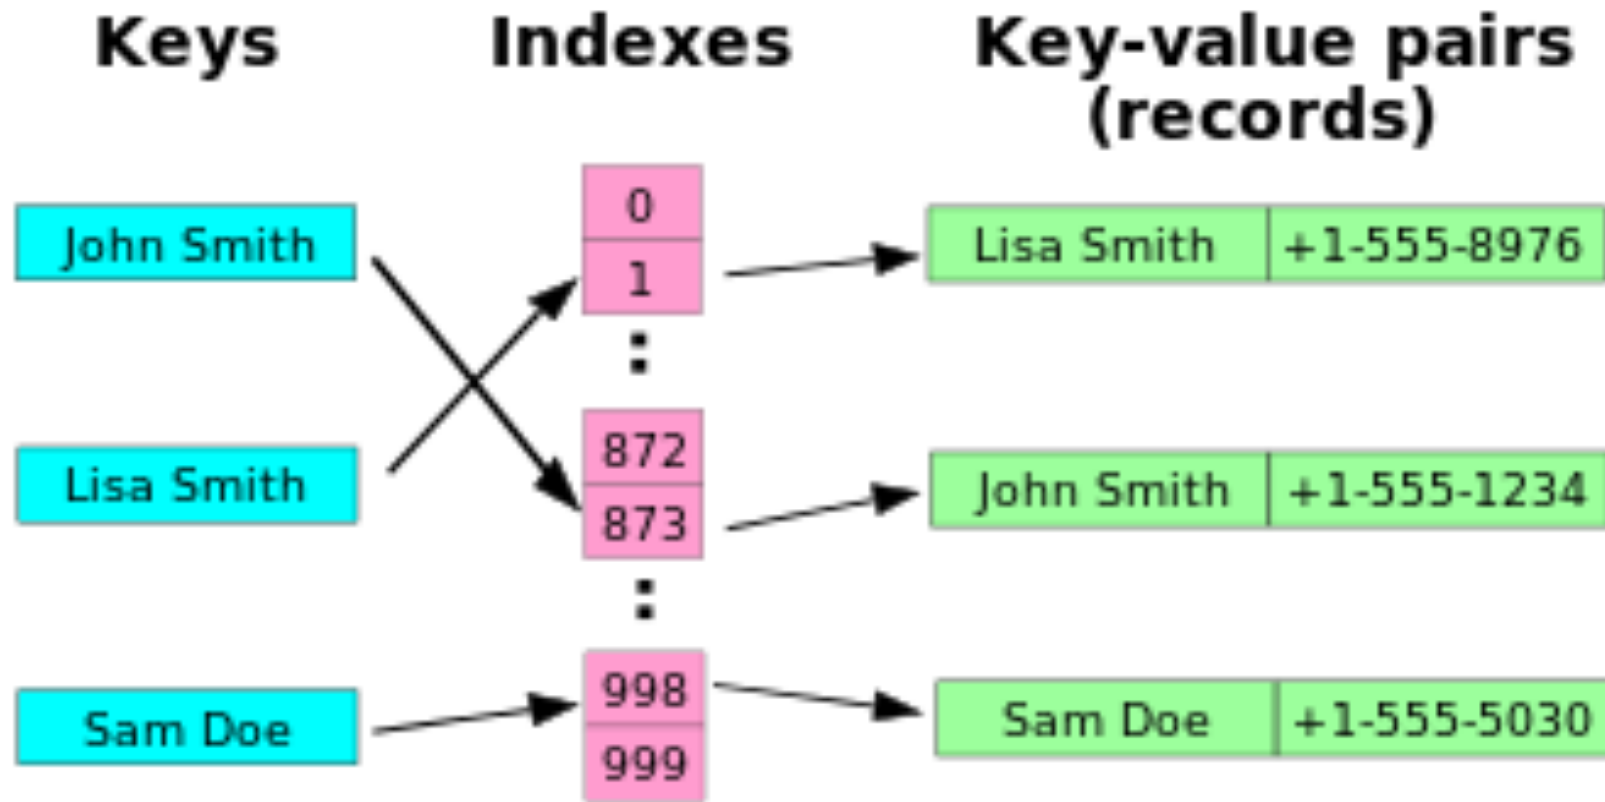 Keys Indexes Key-value pairs
(records)
0
John Smith Lisa Smith +1-555-8976
1
:
872
Lisa Smith John Smith +1-555-1234
873
:
998
Sam Doe Sam Doe +1-555-5030
999